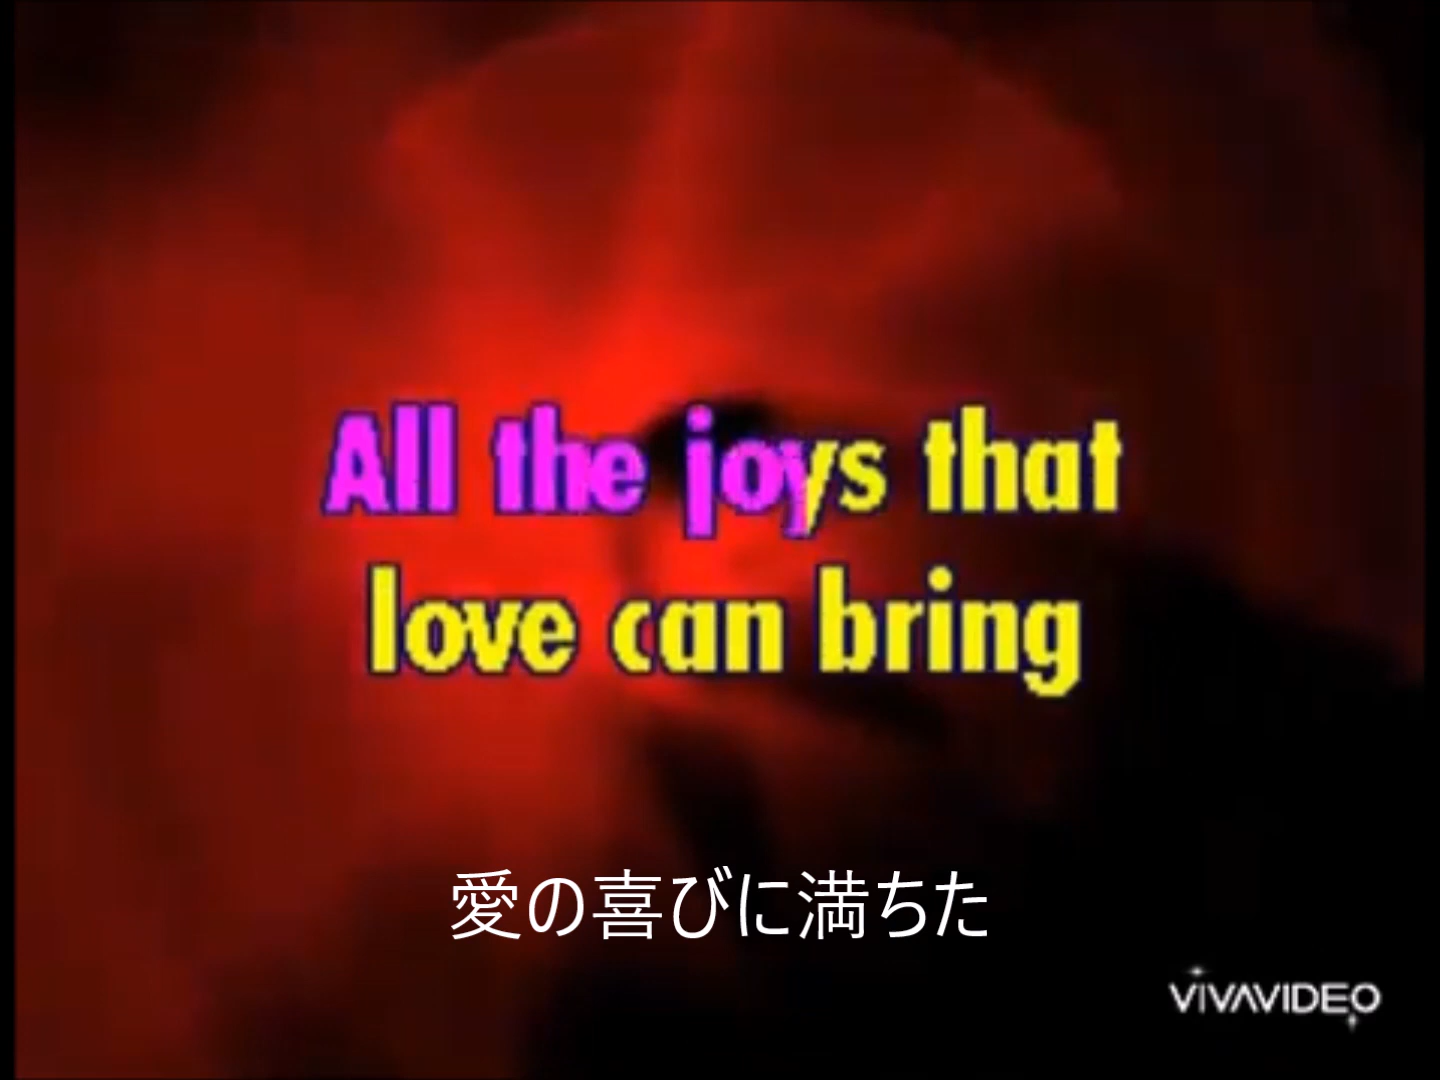 All the joys that
love can bring
愛の喜びに満ちた
VIVAVIDEO